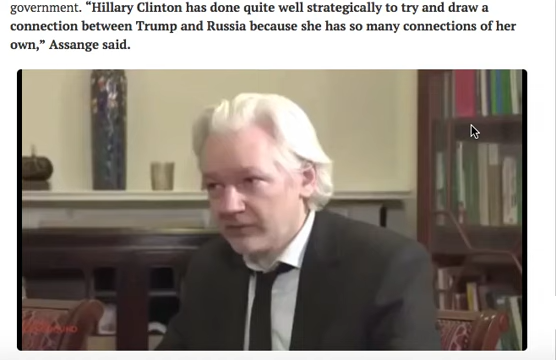 government. “Hillary Clinton has done quite well strategically to try and draw a
connection between Trump and Russia because she has so many connections of her
own,” Assange said.